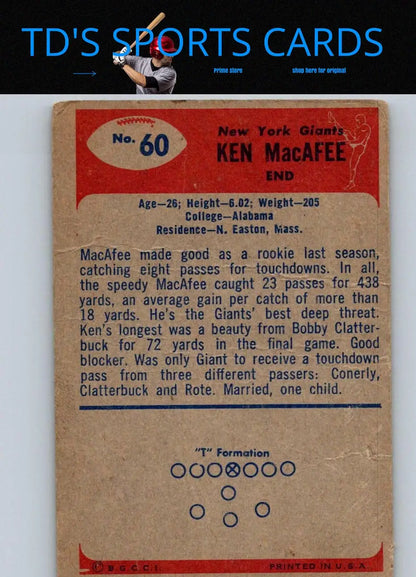 TD'S SPORTS CARDS
Prime store
shop here for original
No. 60
New York Giants
KEN MacAFEE
END
Age—26; Height—6.02; Weight—205
College—Alabama
Residence—N. Easton, Mass.
MacAfee made good as a rookie last season,
catching eight passes for touchdowns. In all,
the speedy MacAfee caught 23 passes for 438
yards, an average gain per catch of more than
18 yards. He's the Giants' best deep threat.
Ken's longest was a beauty from Bobby Clatter-
buck for 72 yards in the final game. Good
blocker. Was only Giant to receive a touchdown
pass from three different passers: Conerly,
Clatterbuck and Rote. Married, one child.
"T" Formation
© B.G.C.C.I.
PRINTED IN U.S.A